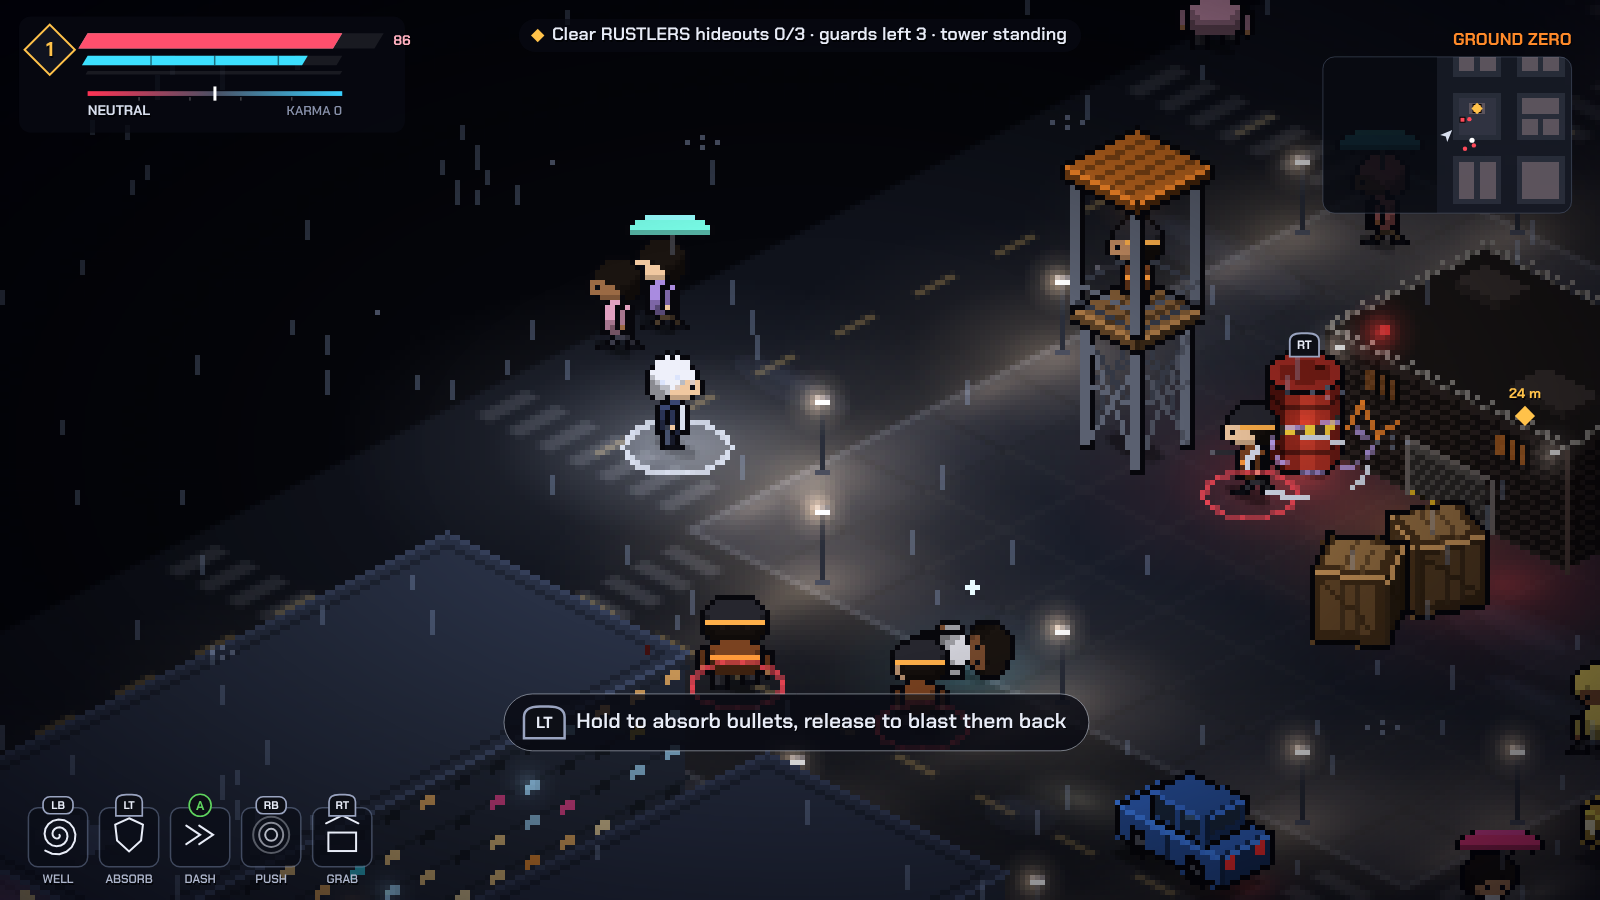 1
86
NEUTRAL
KARMA 0
Clear RUSTLERS hideouts 0/3 · guards left 3 · tower standing
GROUND ZERO
RT
24 m
LT Hold to absorb bullets, release to blast them back
LB LT A RB RT
WELL ABSORB DASH PUSH GRAB